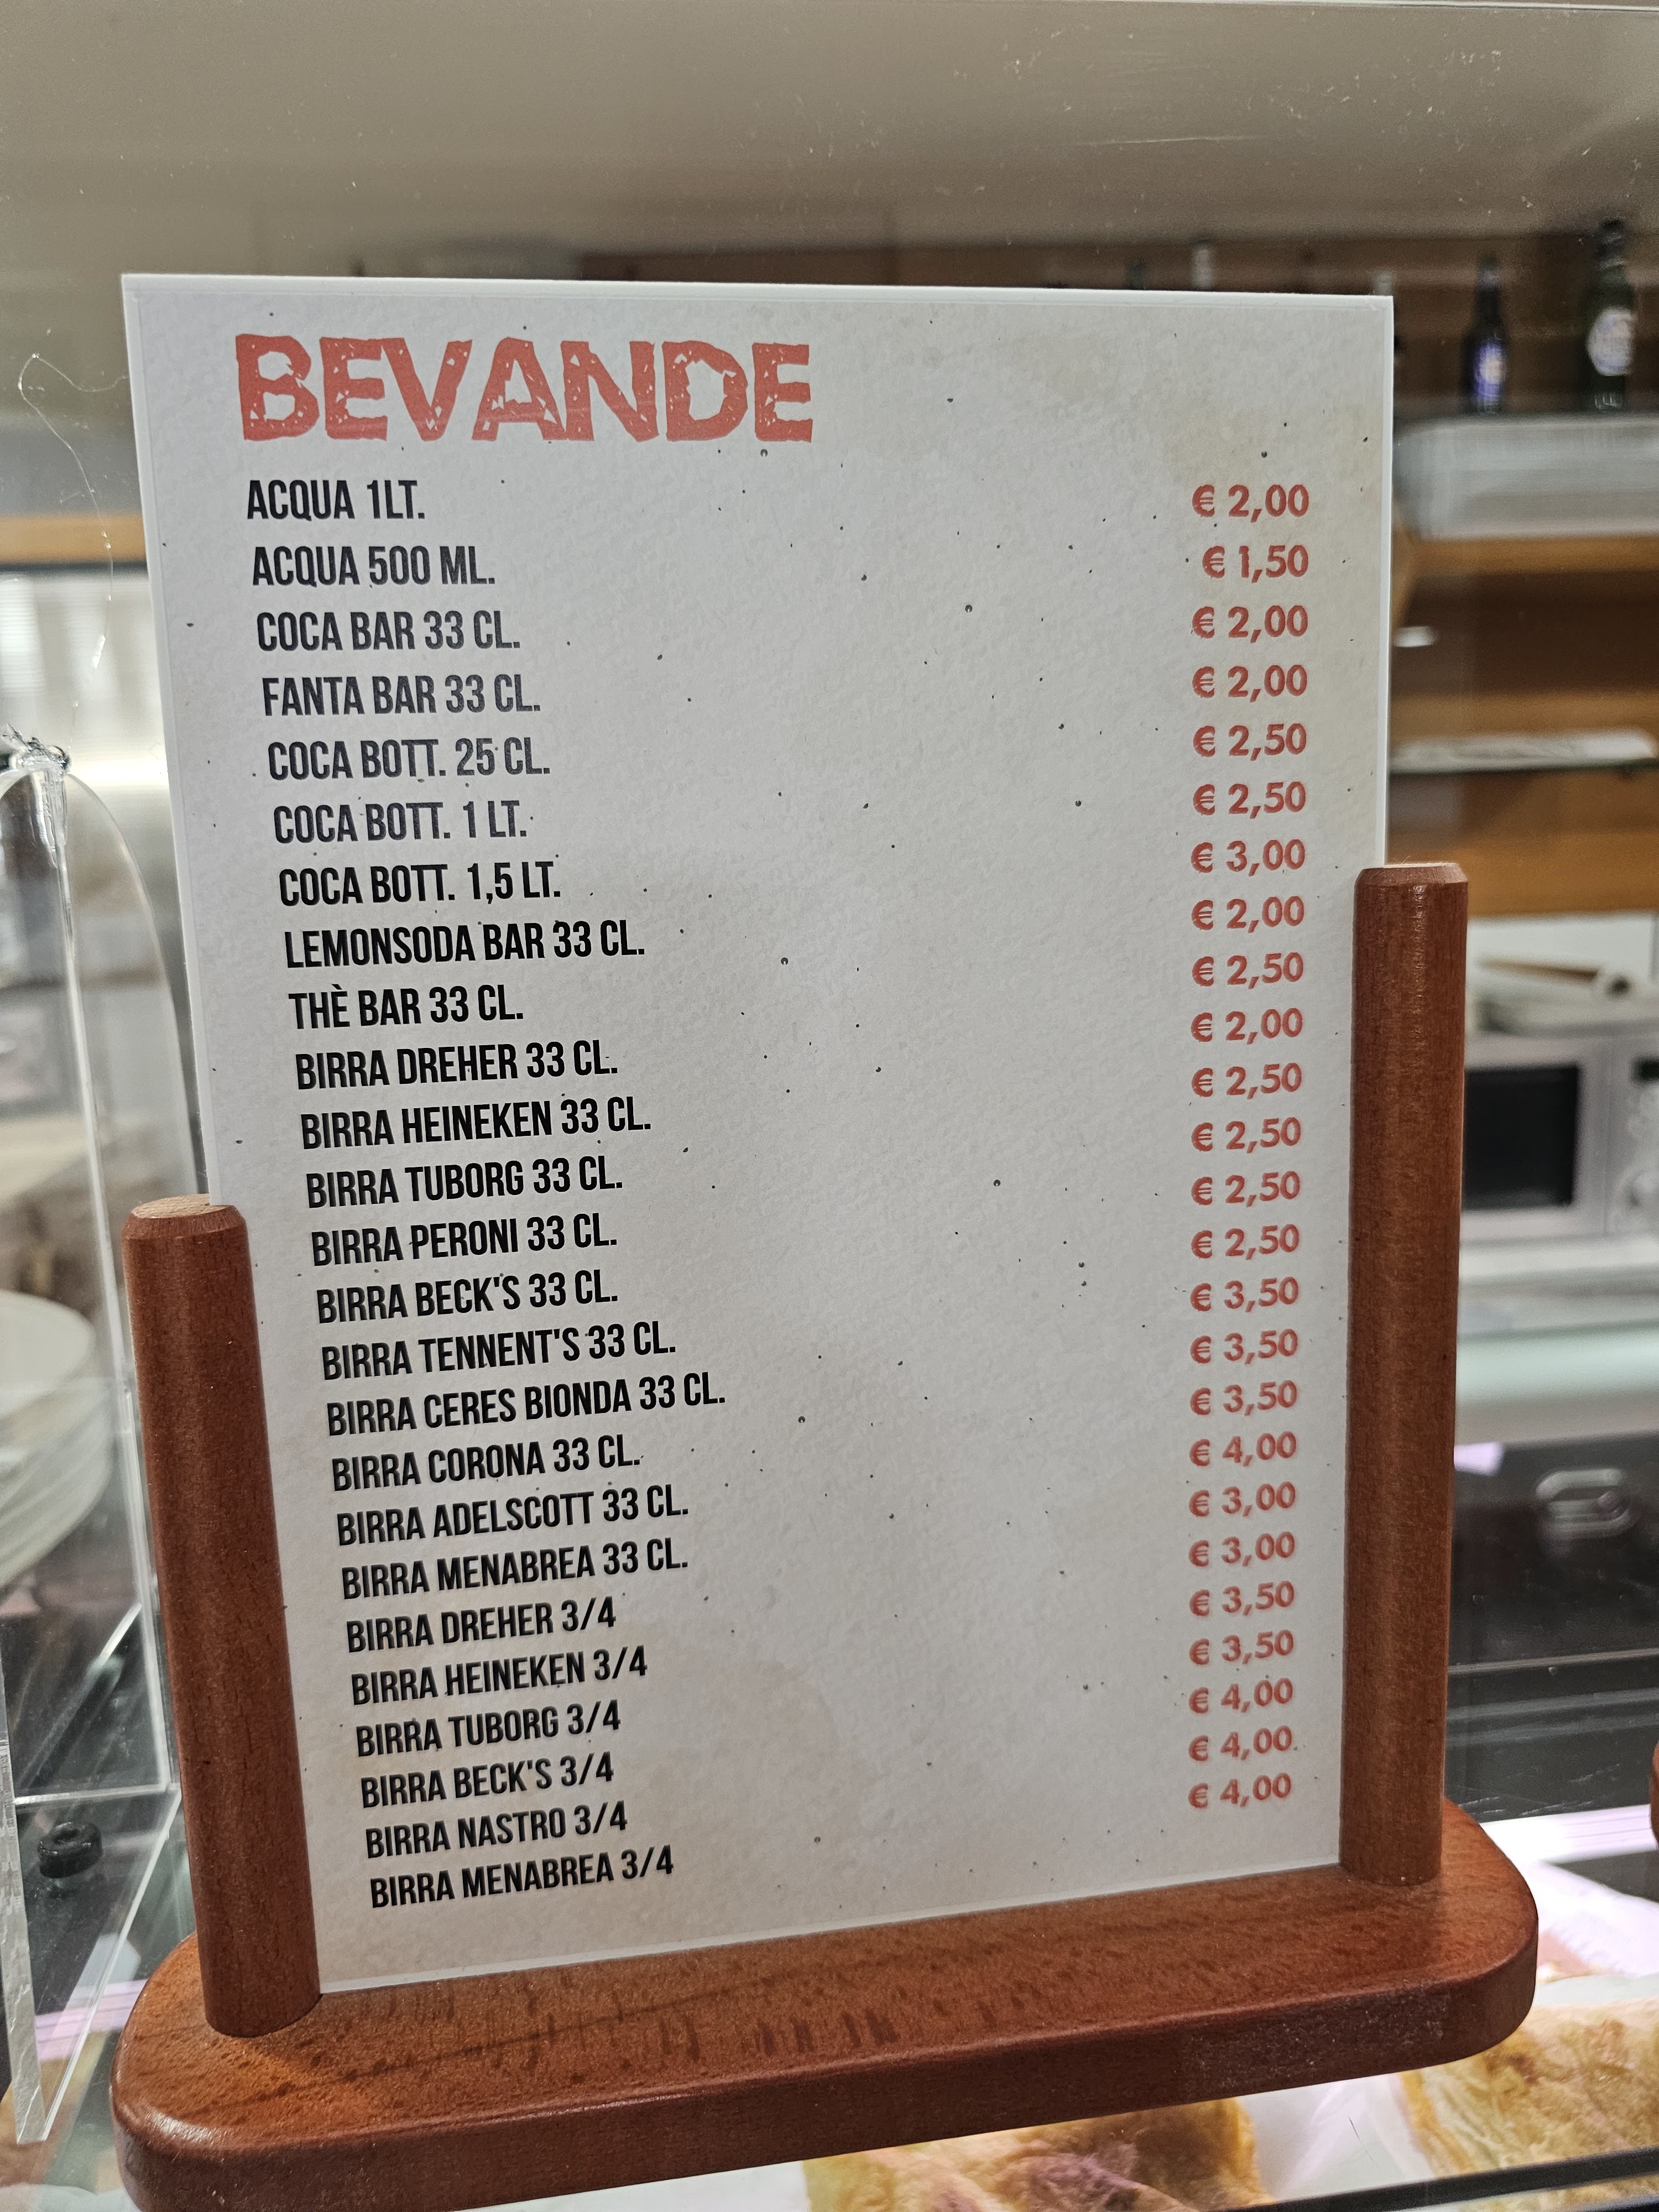 BEVANDE
ACQUA 1LT. € 2,00
ACQUA 500 ML. € 1,50
COCA BAR 33 CL. € 2,00
FANTA BAR 33 CL. € 2,00
COCA BOTT. 25 CL. € 2,50
COCA BOTT. 1 LT. € 2,50
COCA BOTT. 1,5 LT. € 3,00
LEMONSODA BAR 33 CL. € 2,00
THÈ BAR 33 CL. € 2,50
BIRRA DREHER 33 CL. € 2,00
BIRRA HEINEKEN 33 CL. € 2,50
BIRRA TUBORG 33 CL. € 2,50
BIRRA PERONI 33 CL. € 2,50
BIRRA BECK'S 33 CL. € 2,50
BIRRA TENNENT'S 33 CL. € 3,50
BIRRA CERES BIONDA 33 CL. € 3,50
BIRRA CORONA 33 CL. € 3,50
BIRRA ADELSCOTT 33 CL. € 4,00
BIRRA MENABREA 33 CL. € 3,00
BIRRA DREHER 3/4 € 3,00
BIRRA HEINEKEN 3/4 € 3,50
BIRRA TUBORG 3/4 € 3,50
BIRRA BECK'S 3/4 € 4,00
BIRRA NASTRO 3/4 € 4,00
BIRRA MENABREA 3/4 € 4,00